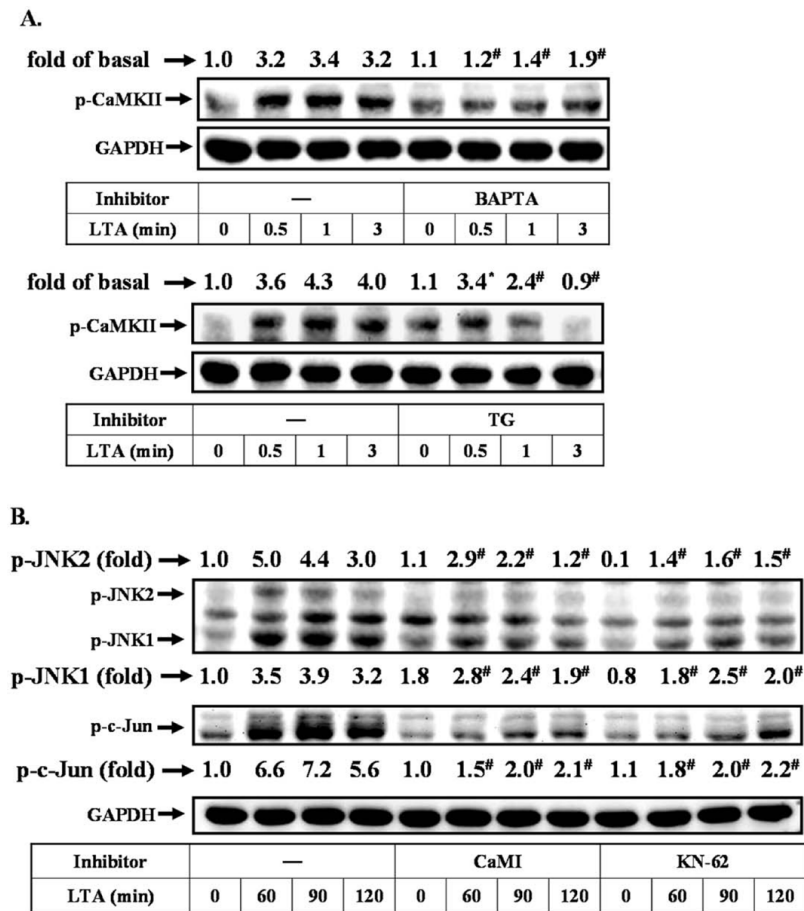 A.
fold of basal → 1.0 3.2 3.4 3.2 1.1 1.2# 1.4# 1.9#
p-CaMKII→
GAPDH→
Inhibitor — BAPTA
LTA (min) 0 0.5 1 3 0 0.5 1 3
fold of basal → 1.0 3.6 4.3 4.0 1.1 3.4* 2.4# 0.9#
p-CaMKII→
GAPDH→
Inhibitor — TG
LTA (min) 0 0.5 1 3 0 0.5 1 3
B.
p-JNK2 (fold) → 1.0 5.0 4.4 3.0 1.1 2.9# 2.2# 1.2# 0.1 1.4# 1.6# 1.5#
p-JNK2 →
p-JNK1→
p-JNK1 (fold) → 1.0 3.5 3.9 3.2 1.8 2.8# 2.4# 1.9# 0.8 1.8# 2.5# 2.0#
p-c-Jun →
p-c-Jun (fold) → 1.0 6.6 7.2 5.6 1.0 1.5# 2.0# 2.1# 1.1 1.8# 2.0# 2.2#
GAPDH→
Inhibitor — CaMI KN-62
LTA (min) 0 60 90 120 0 60 90 120 0 60 90 120